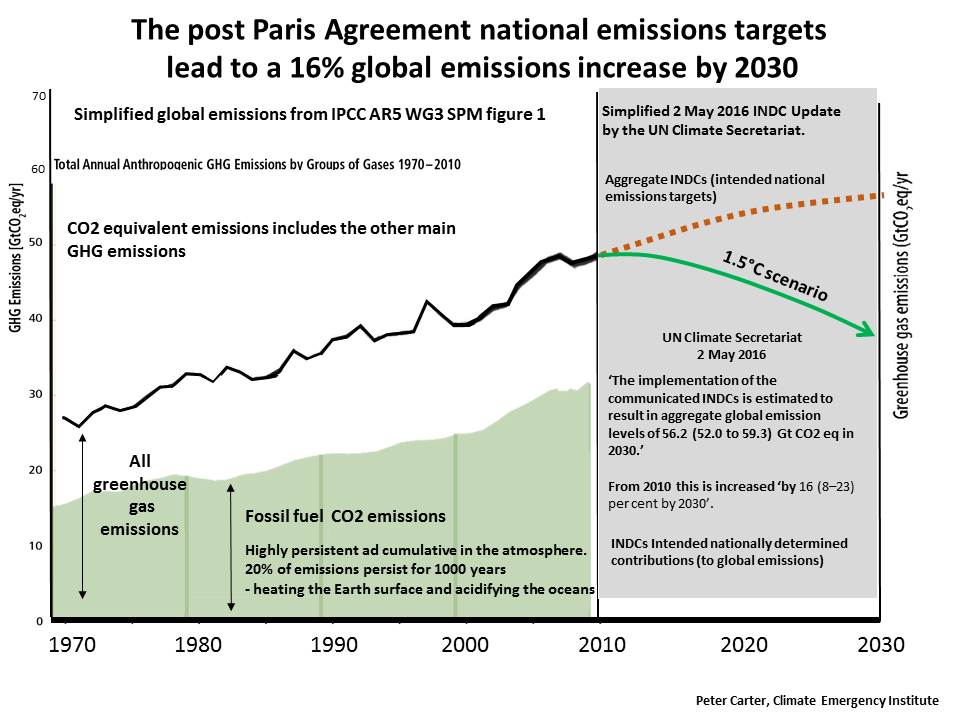 The post Paris Agreement national emissions targets
lead to a 16% global emissions increase by 2030
70
Simplified global emissions from IPCC AR5 WG3 SPM figure 1
60
Total Annual Anthropogenic GHG Emissions by Groups of Gases 1970–2010
CO2 equivalent emissions includes the other main
GHG emissions
50
40
30
20
10
0
GHG Emissions [GtCO2eq/yr]
All
greenhouse
gas
emissions
Fossil fuel CO2 emissions
Highly persistent ad cumulative in the atmosphere.
20% of emissions persist for 1000 years
- heating the Earth surface and acidifying the oceans
Simplified 2 May 2016 INDC Update
by the UN Climate Secretariat.
Aggregate INDCs (intended national
emissions targets)
1.5°C scenario
UN Climate Secretariat
2 May 2016
‘The implementation of the
communicated INDCs is estimated to
result in aggregate global emission
levels of 56.2 (52.0 to 59.3) Gt CO2 eq in
2030.’
From 2010 this is increased ‘by 16 (8–23)
per cent by 2030’.
INDCs Intended nationally determined
contributions (to global emissions)
Greenhouse gas emissions (GtCO2eq/yr)
1970
1980
1990
2000
2010
2020
2030
Peter Carter, Climate Emergency Institute